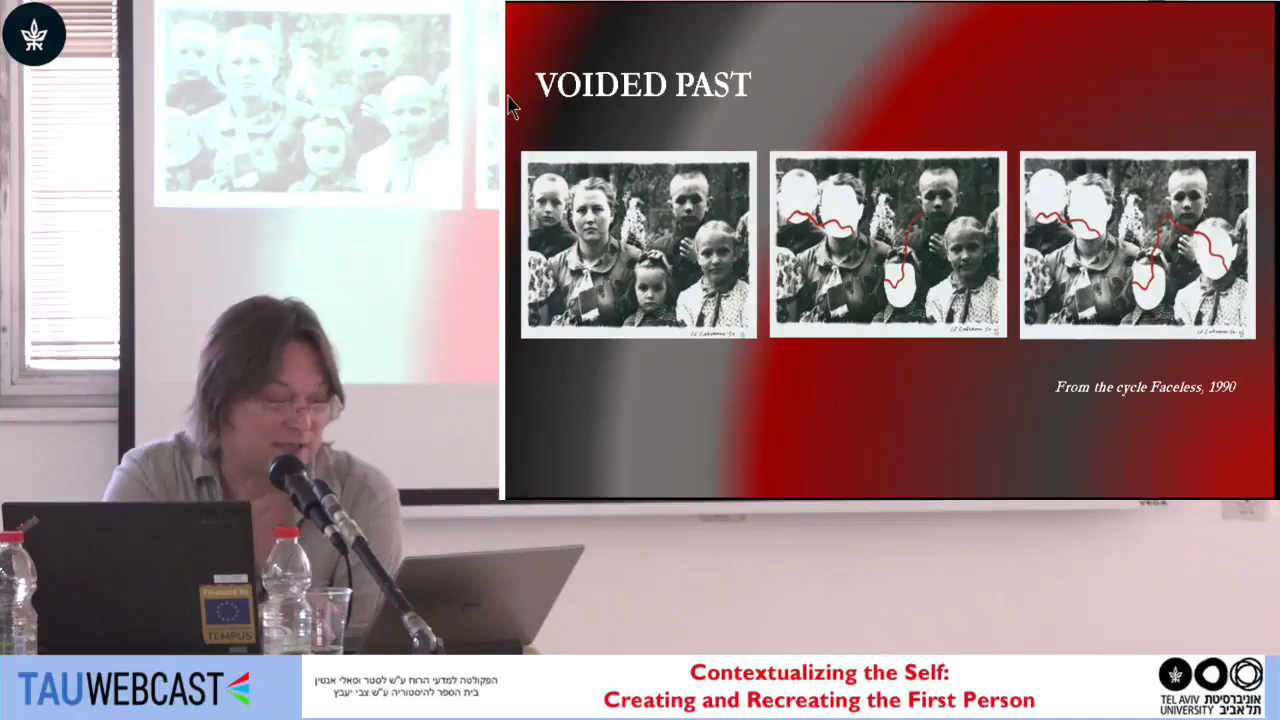 VOIDED PAST
From the cycle Faceless, 1990
TEMPUS
TAUWEBCAST
הפקולטה למדעי הרוח ע"ש לסטר וסאלי אנטין
בית הספר להיסטוריה ע"ש צבי יעבץ
Contextualizing the Self:
Creating and Recreating the First Person
TEL AVIV אוניברסיטת
UNIVERSITY תל אביב